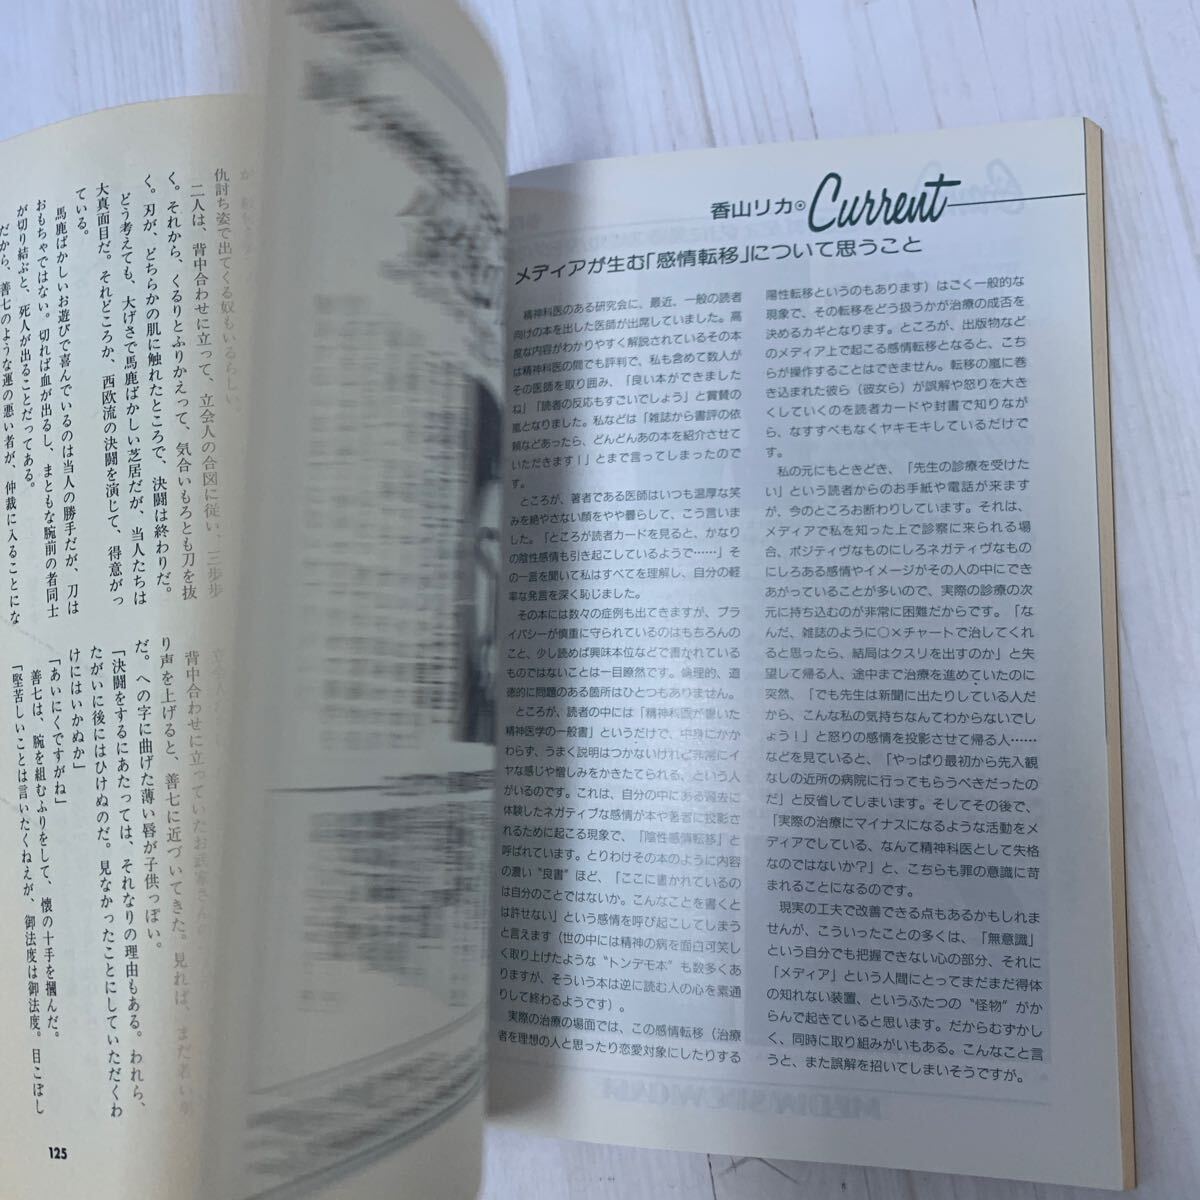 仇討ち姿で出てくる奴もいるらしい。
二人は、背中合わせに立って、立会人の合図に従い、三歩歩
く。それから、くるりとふりかえって、気合いもろとも刀を抜
く。刃が、どちらかの肌に触れたところで、決闘は終わりだ。
どう考えても、大げさで馬鹿ばかしい芝居だが、当人たちは
大真面目だ。それどころか、西欧流の決闘を演じて、得意がっ
ている。
馬鹿ばかしいお遊びで喜んでいるのは当人の勝手だが、刀は
おもちゃではない。切れば血が出るし、まともな腕前の者同士
が切り結ぶと、死人が出ることだってある。
だから、善七のような運の悪い者が、仲裁に入ることにな
背中合わせに立っていたお武家さん
り声を上げると、善七に近づいてきた。見れば、まだ
だ。への字に曲げた薄い唇が子供っぽい。
「決闘をするにあたっては、それなりの理由もある。われら、
たがいに後にはひけぬのだ。見なかったことにしていただくわ
けにはいかぬか」
「あいにくですがね」
善七は、腕を組むふりをして、懐の十手を摑んだ。
「堅苦しいことは言いたくねえが、御法度は御法度。目こぼし
125
香山リカ Current
メディアが生む「感情転移」について思うこと
精神科医のある研究会に、最近、一般の読者
向けの本を出した医師が出席していました。高
度な内容がわかりやすく解説されているその本
は精神科医の間でも評判で、私も含めて数人が
その医師を取り囲み、「良い本ができました
ね」「読者の反応もすごいでしょう」と賞賛の
嵐となりました。私などは「雑誌から書評の依
頼などあったら、どんどんあの本を紹介させて
いただきます！」とまで言ってしまったので
す。
ところが、著者である医師はいつも温厚な笑
みを絶やさない顔をやや曇らして、こう言いま
した。「ところが読者カードを見ると、かなり
の陰性感情も引き起こしているようで……」そ
の一言を聞いて私はすべてを理解し、自分の軽
率な発言を深く恥じました。
その本には数々の症例も出てきますが、プラ
イバシーが慎重に守られているのはもちろんの
こと、少し読めば興味本位などで書かれている
ものではないことは一目瞭然です。倫理的、道
徳的に問題のある箇所はひとつもありません。
ところが、読者の中には「精神科医が書いた
精神医学の一般書」というだけで、中身にかか
わらず、うまく説明はつかないけれど非常にイ
ヤな感じや憎しみをかきたてられる、という人
がいるのです。これは、自分の中にある過去に
体験したネガティブな感情が本や著者に投影さ
れるために起こる現象で、「陰性感情転移」と
呼ばれています。とりわけその本のように内容
の濃い“良書”ほど、「ここに書かれているの
は自分のことではないか。こんなことを書くと
は許せない」という感情を呼び起こしてしまう
と言えます（世の中には精神の病を面白可笑し
く取り上げたような“トンデモ本”も数多くあ
りますが、そういう本は逆に読む人の心を素通
りして終わるようです）。
実際の治療の場面では、この感情転移（治療
者を理想の人と思ったり恋愛対象にしたりする
陽性転移というのもあります）はごく一般的な
現象で、その転移をどう扱うかが治療の成否を
決めるカギとなります。ところが、出版物など
のメディア上で起こる感情転移となると、こち
らが操作することはできません。転移の嵐に巻
き込まれた彼ら（彼女ら）が誤解や怒りを大き
くしていくのを読者カードや封書で知りなが
ら、なすすべもなくヤキモキしているだけで
す。
私の元にもときどき、「先生の診療を受けた
い」という読者からのお手紙や電話が来ます
が、今のところお断りしています。それは、
メディアで私を知った上で診察に来られる場
合、ポジティヴなものにしろネガティヴなもの
にしろある感情やイメージがその人の中にでき
あがっていることが多いので、実際の診療の次
元に持ち込むのが非常に困難だからです。「な
んだ、雑誌のように○×チャートで治してくれ
ると思ったら、結局はクスリを出すのか」と失
望して帰る人、途中まで治療を進めていたのに
突然、「でも先生は新聞に出たりしている人だ
から、こんな私の気持ちなんてわからないでし
ょう！」と怒りの感情を投影させて帰る人……
などを見ていると、「やっぱり最初から先入観
なしの近所の病院に行ってもらうべきだったの
だ」と反省してしまいます。そしてその後で、
「実際の治療にマイナスになるような活動をメ
ディアでしている、なんて精神科医として失格
なのではないか？」と、こちらも罪の意識に苛
まれることになるのです。
現実の工夫で改善できる点もあるかもしれま
せんが、こういったことの多くは、「無意識」
という自分でも把握できない心の部分、それに
「メディア」という人間にとってまだまだ得体
の知れない装置、というふたつの“怪物”がか
らんで起きていると思います。だからむずかし
く、同時に取り組みがいもある。こんなこと言
うと、また誤解を招いてしまいそうですが。